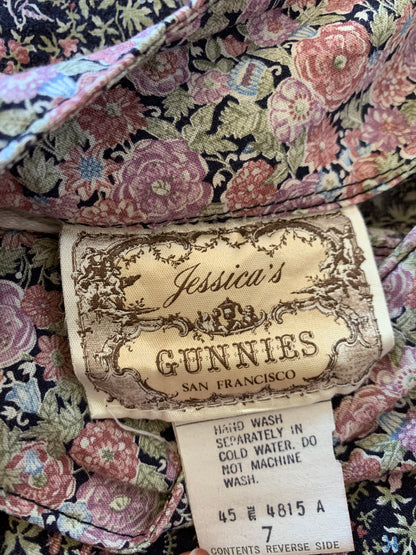 Jessica's
GUNNIES
SAN FRANCISCO
HAND WASH
SEPARATELY IN
COLD WATER. DO
NOT MACHINE
WASH.
45 4815 A
7
CONTENTS REVERSE SIDE